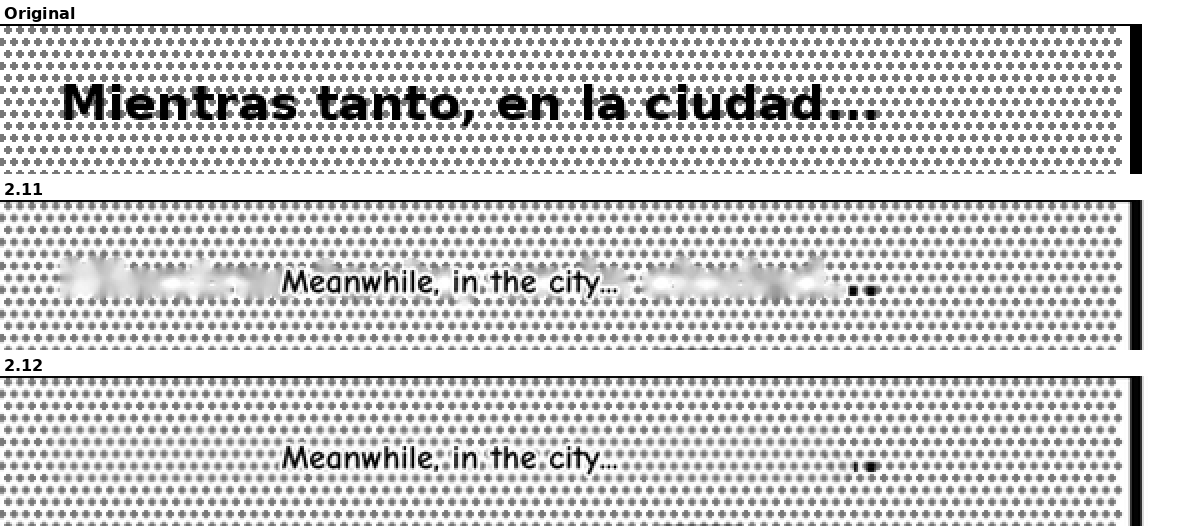 Original
Mientras tanto, en la ciudad...
2.11
Meanwhile, in the city...
2.12
Meanwhile, in the city...